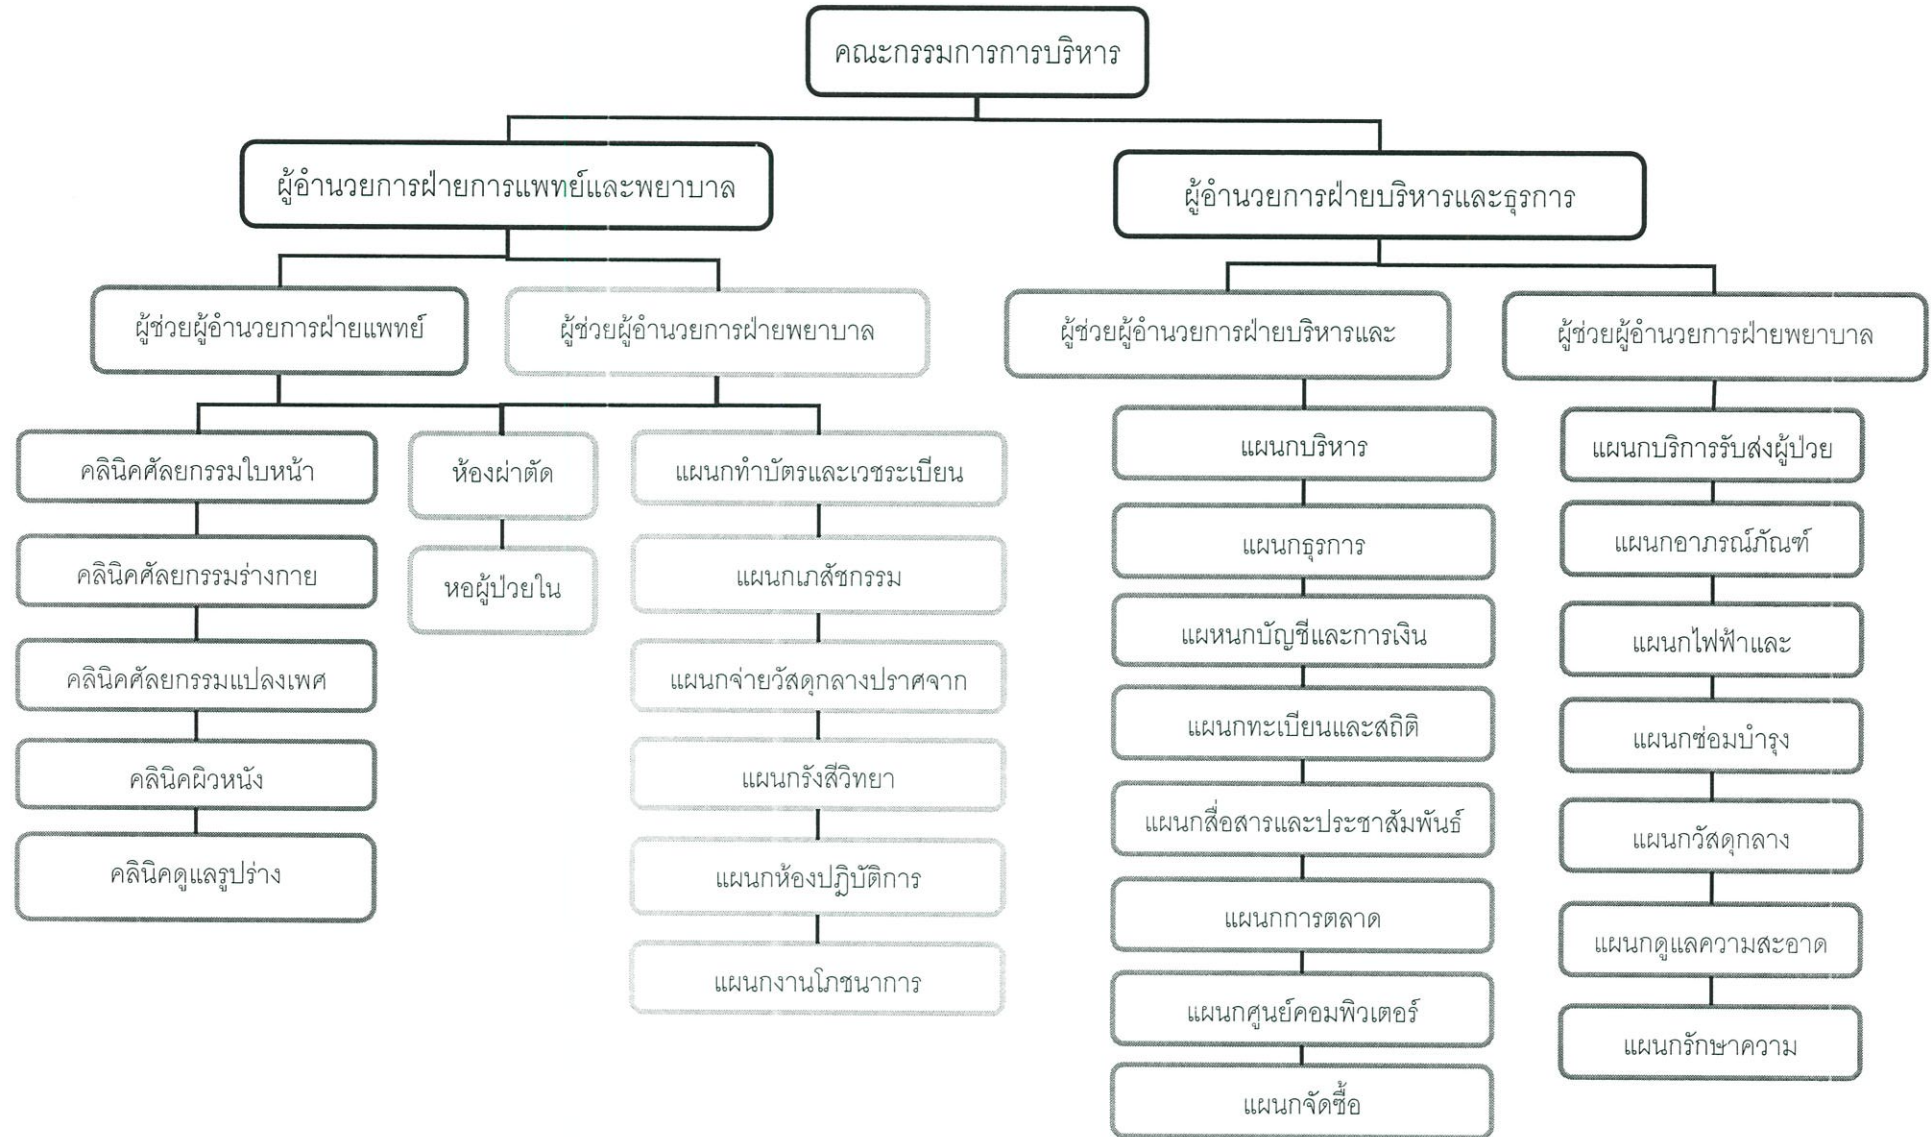 คณะกรรมการการบริหาร
ผู้อำนวยการฝ่ายการแพทย์และพยาบาล
ผู้อำนวยการฝ่ายบริหารและธุรการ
ผู้ช่วยผู้อำนวยการฝ่ายแพทย์
ผู้ช่วยผู้อำนวยการฝ่ายพยาบาล
ผู้ช่วยผู้อำนวยการฝ่ายบริหารและ
ผู้ช่วยผู้อำนวยการฝ่ายพยาบาล
คลินิคศัลยกรรมใบหน้า
คลินิคศัลยกรรมร่างกาย
คลินิคศัลยกรรมแปลงเพศ
คลินิคผิวหนัง
คลินิคดูแลรูปร่าง
ห้องผ่าตัด
หอผู้ป่วยใน
แผนกทำบัตรและเวชระเบียน
แผนกเภสัชกรรม
แผนกจ่ายวัสดุกลางปราศจาก
แผนกรังสีวิทยา
แผนกห้องปฏิบัติการ
แผนกงานโภชนาการ
แผนกบริหาร
แผนกธุรการ
แผหนกบัญชีและการเงิน
แผนกทะเบียนและสถิติ
แผนกสื่อสารและประชาสัมพันธ์
แผนกการตลาด
แผนกศูนย์คอมพิวเตอร์
แผนกจัดซื้อ
แผนกบริการรับส่งผู้ป่วย
แผนกอาภรณ์ภัณฑ์
แผนกไฟฟ้าและ
แผนกซ่อมบำรุง
แผนกวัสดุกลาง
แผนกดูแลความสะอาด
แผนกรักษาความ